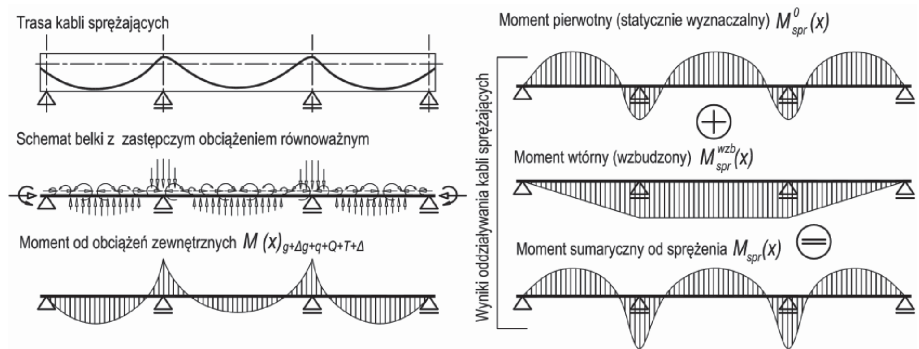 Trasa kabli sprężających
Schemat belki z zastępczym obciążeniem równoważnym
Moment od obciążeń zewnętrznych M (x)g+Δg+q+Q+T+Δ
Wyniki oddziaływania kabli sprężających
Moment pierwotny (statycznie wyznaczalny) M⁰spr(x)
+
Moment wtórny (wzbudzony) Mwzbspr(x)
=
Moment sumaryczny od sprężenia Mspr(x)